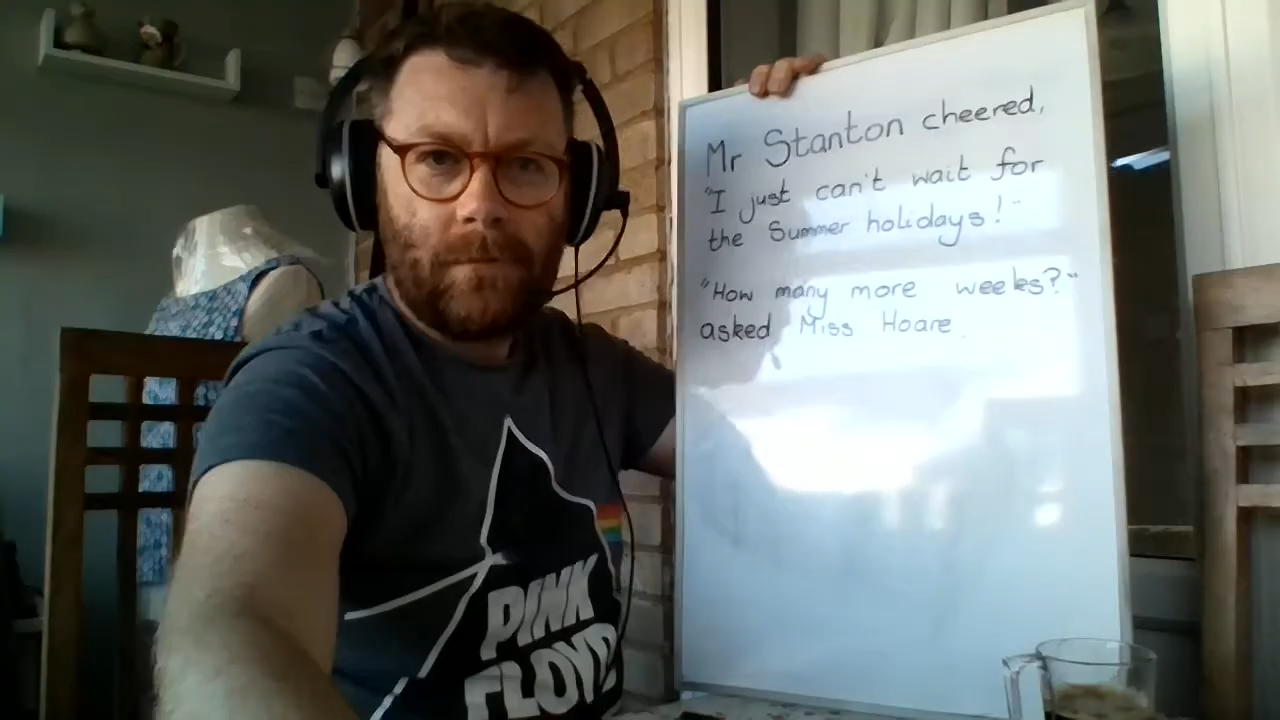 Mr Stanton cheered,
"I just can't wait for
the Summer holidays!"
"How many more weeks?"
asked Miss Hoare.
PINK
FLOYD